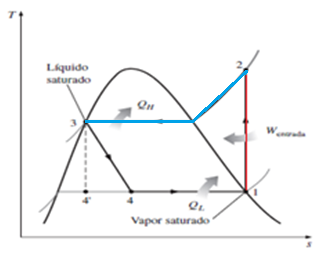 T
2
Líquido
saturado
Q_H
3
W_entrada
4'
4
Q_L
1
Vapor saturado
s